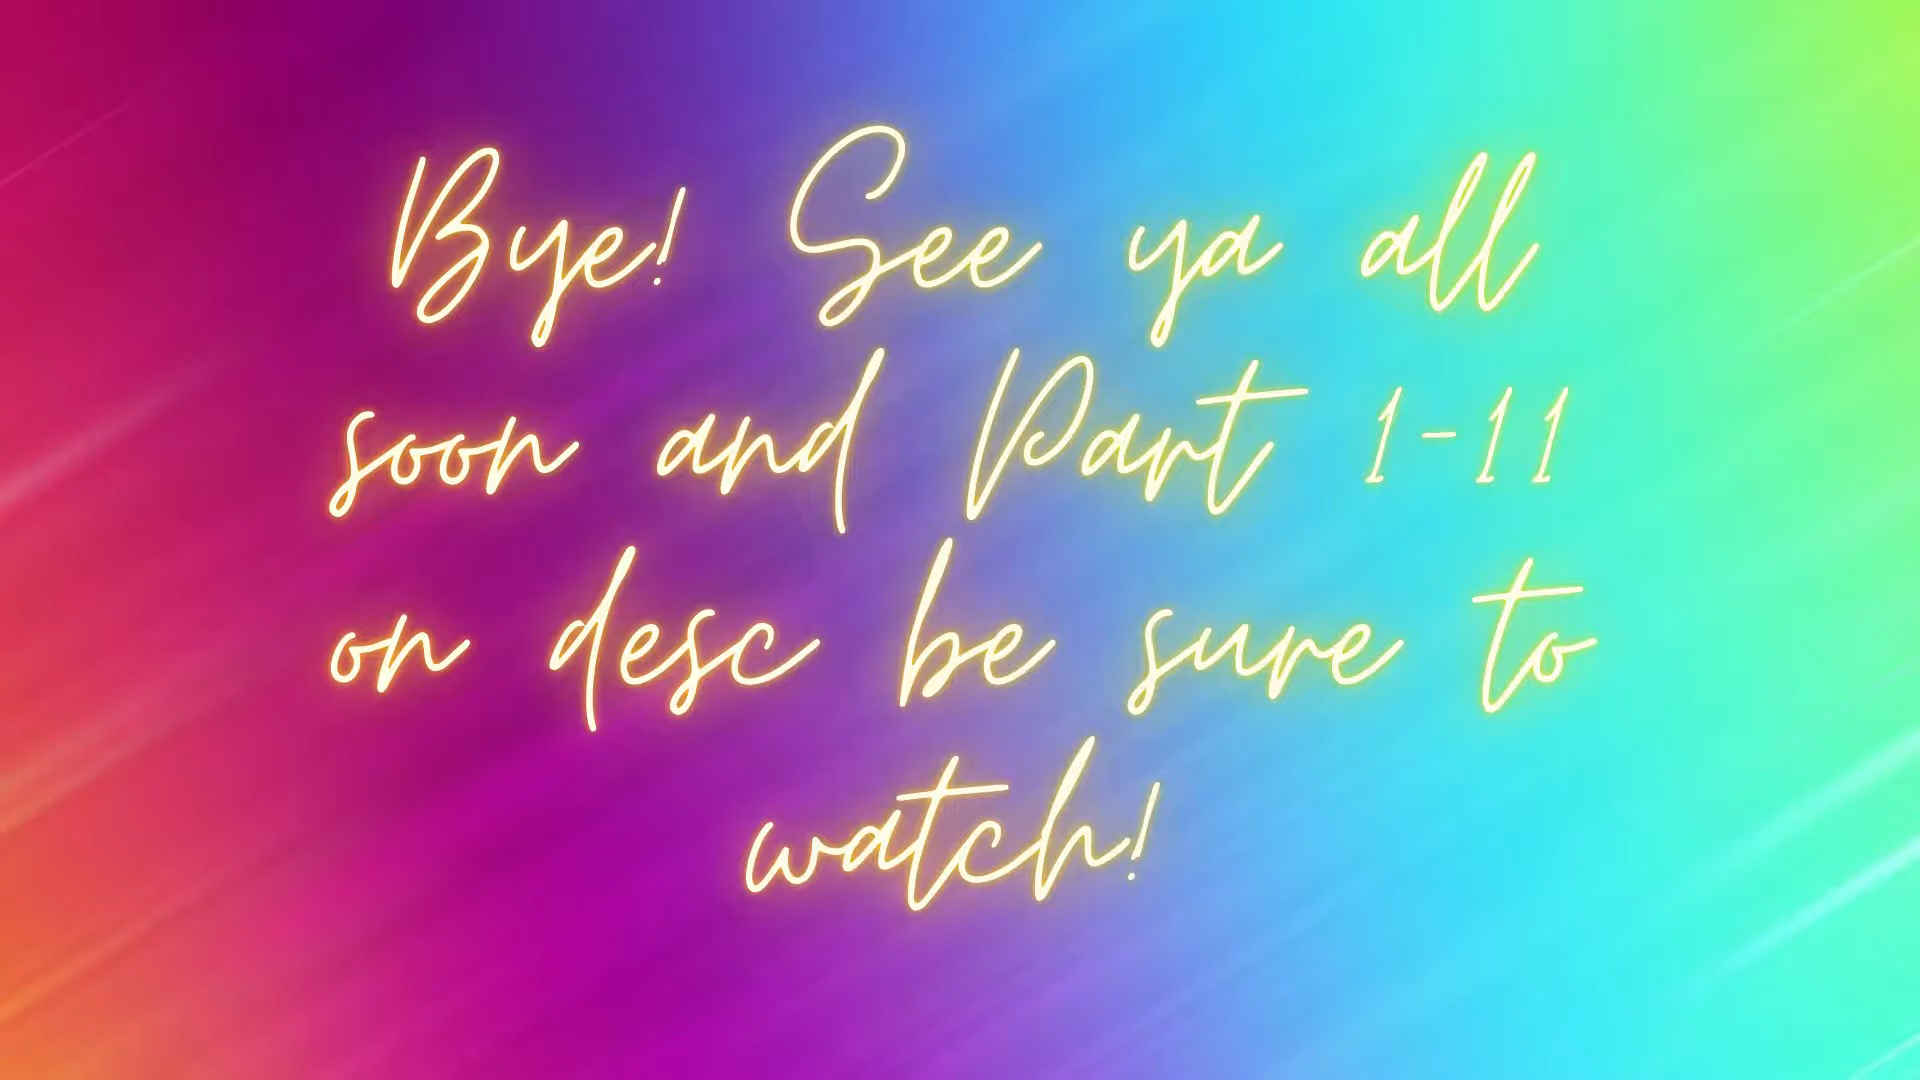 Bye! See ya all
soon and Part 1-11
on desc be sure to
watch!